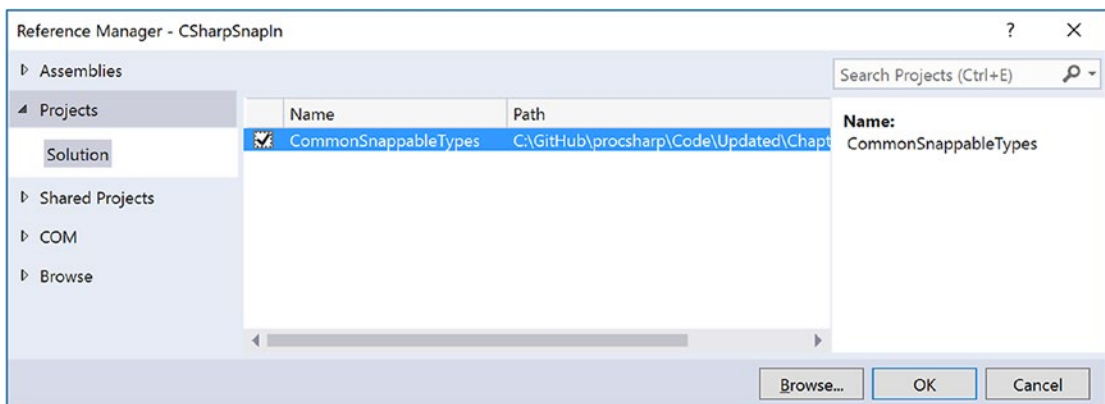 Reference Manager - CSharpSnapIn ? ×
Assemblies
Search Projects (Ctrl+E)
Projects
Solution
Shared Projects
COM
Browse
Name Path
CommonSnappableTypes C:\GitHub\procsharp\Code\Updated\Chapt
Name:
CommonSnappableTypes
Browse... OK Cancel